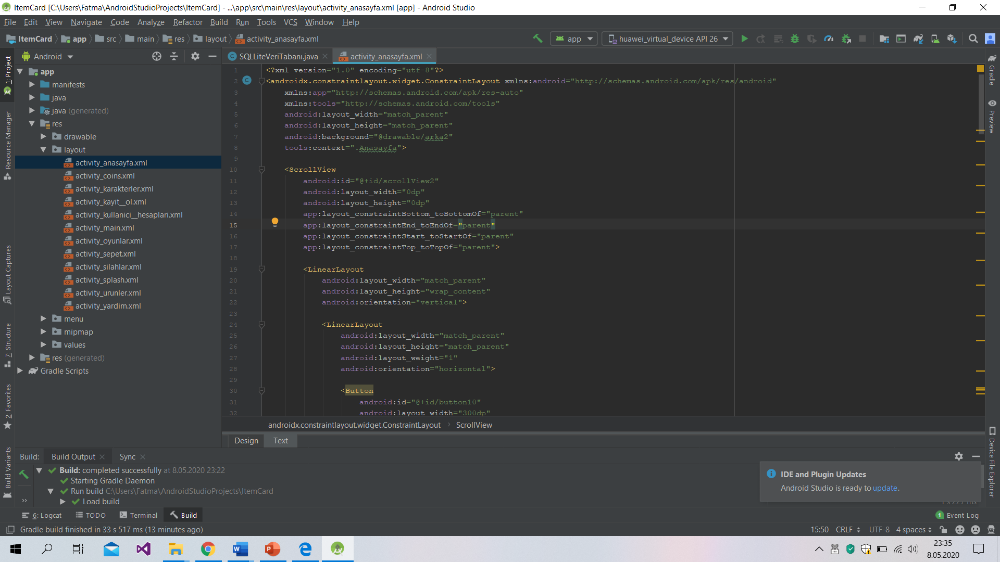 ItemCard [C:\Users\Fatma\AndroidStudioProjects\ItemCard] - ...\app\src\main\res\layout\activity_anasayfa.xml [app] - Android Studio
File Edit View Navigate Code Analyze Refactor Build Run Tools VCS Window Help
ItemCard app src main res layout activity_anasayfa.xml app huawei_virtual_device API 26
Android SQLLiteVeriTabanı.java activity_anasayfa.xml
1: Project
Resource Manager
Layout Captures
7: Structure
2: Favorites
Build Variants
app
manifests
java
java (generated)
res
drawable
layout
activity_anasayfa.xml
activity_coins.xml
activity_karakterler.xml
activity_kayit__ol.xml
activity_kullanici__hesaplari.xml
activity_main.xml
activity_oyunlar.xml
activity_sepet.xml
activity_silahlar.xml
activity_splash.xml
activity_urunler.xml
activity_yardim.xml
menu
mipmap
values
res (generated)
Gradle Scripts
1 <?xml version="1.0" encoding="utf-8"?>
2 <androidx.constraintlayout.widget.ConstraintLayout xmlns:android="http://schemas.android.com/apk/res/android"
3 xmlns:app="http://schemas.android.com/apk/res-auto"
4 xmlns:tools="http://schemas.android.com/tools"
5 android:layout_width="match_parent"
6 android:layout_height="match_parent"
7 android:background="@drawable/arka2"
8 tools:context=".Anasayfa">
9
10 <ScrollView
11 android:id="@+id/scrollView2"
12 android:layout_width="0dp"
13 android:layout_height="0dp"
14 app:layout_constraintBottom_toBottomOf="parent"
15 app:layout_constraintEnd_toEndOf="parent"
16 app:layout_constraintStart_toStartOf="parent"
17 app:layout_constraintTop_toTopOf="parent">
18
19 <LinearLayout
20 android:layout_width="match_parent"
21 android:layout_height="wrap_content"
22 android:orientation="vertical">
23
24 <LinearLayout
25 android:layout_width="match_parent"
26 android:layout_height="match_parent"
27 android:layout_weight="1"
28 android:orientation="horizontal">
29
30 <Button
31 android:id="@+id/button10"
32 android:layout_width="300dp"
androidx.constraintlayout.widget.ConstraintLayout ScrollView
Design Text
Gradle
Preview
Device File Explorer
Build: Build Output Sync
Build: completed successfully at 8.05.2020 23:22
Starting Gradle Daemon
Run build C:\Users\Fatma\AndroidStudioProjects\ItemCard
Load build
IDE and Plugin Updates
Android Studio is ready to update.
1 s 227 ms
6: Logcat TODO Terminal Build 1 Event Log
Gradle build finished in 33 s 517 ms (13 minutes ago) 15:50 CRLF UTF-8 4 spaces
23:35
8.05.2020